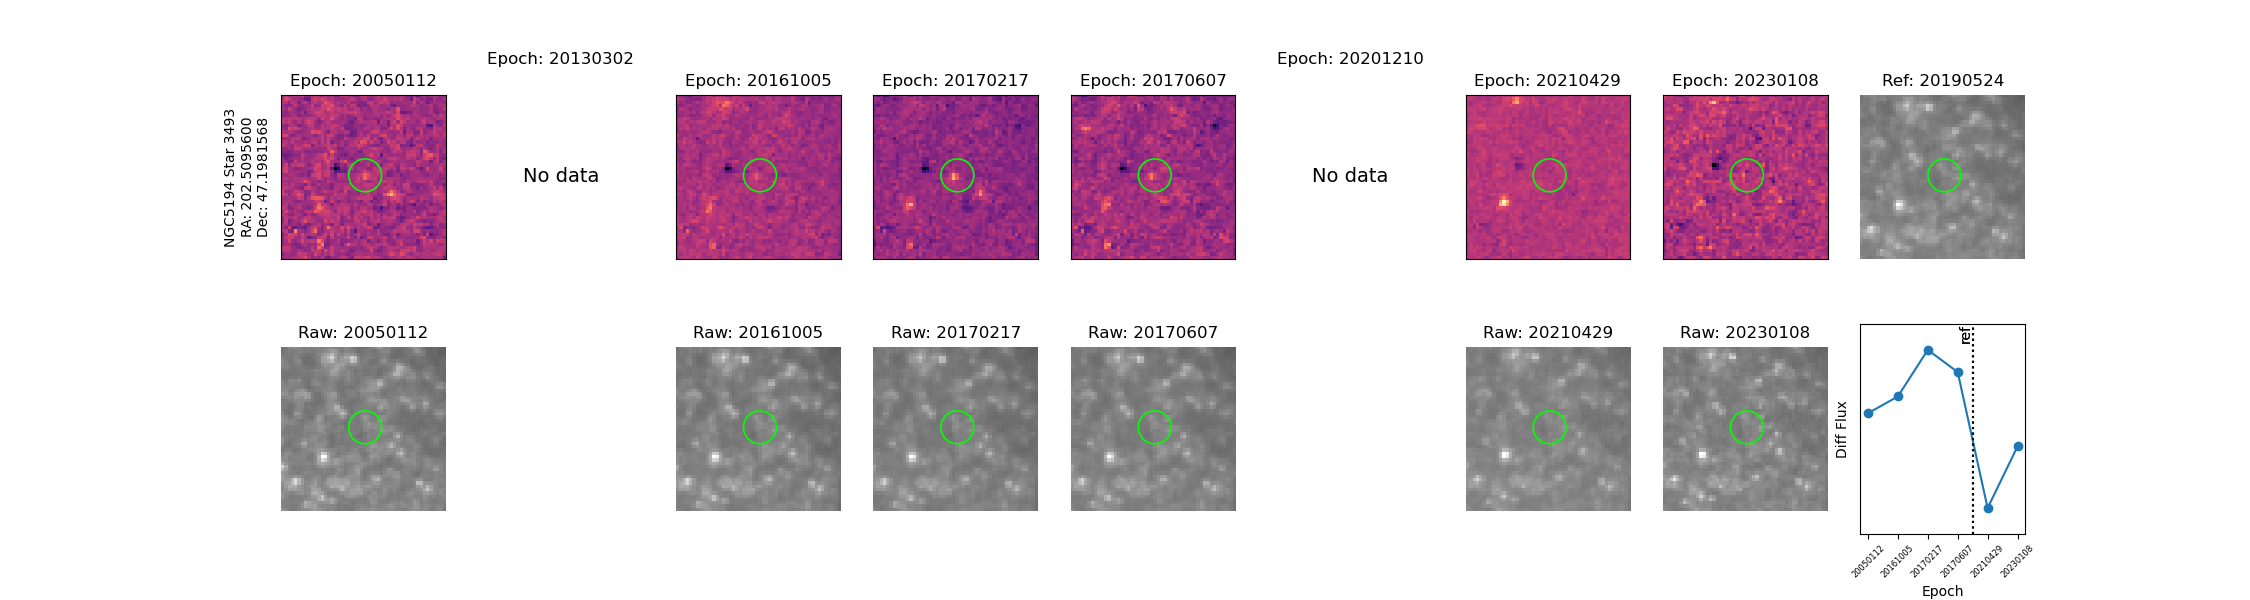 Epoch: 20130302
Epoch: 20201210
Epoch: 20050112
Epoch: 20161005
Epoch: 20170217
Epoch: 20170607
Epoch: 20210429
Epoch: 20230108
Ref: 20190524
NGC5194 Star 3493
RA: 202.5095600
Dec: 47.1981568
No data
No data
Raw: 20050112
Raw: 20161005
Raw: 20170217
Raw: 20170607
Raw: 20210429
Raw: 20230108
ref
Diff Flux
20050112
20161005
20170217
20170607
20210429
20230108
Epoch